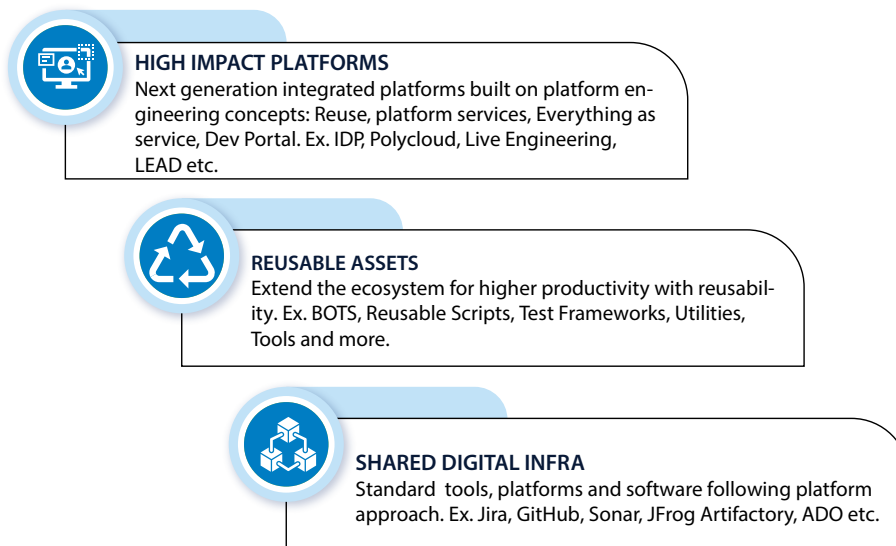 HIGH IMPACT PLATFORMS
Next generation integrated platforms built on platform en-
gineering concepts: Reuse, platform services, Everything as
service, Dev Portal. Ex. IDP, Polycloud, Live Engineering,
LEAD etc.
REUSABLE ASSETS
Extend the ecosystem for higher productivity with reusabil-
ity. Ex. BOTS, Reusable Scripts, Test Frameworks, Utilities,
Tools and more.
SHARED DIGITAL INFRA
Standard  tools, platforms and software following platform
approach. Ex. Jira, GitHub, Sonar, JFrog Artifactory, ADO etc.